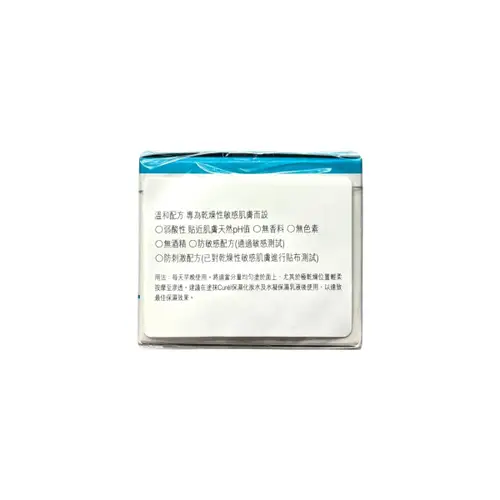 溫和配方 專為乾燥性敏感肌膚而設
○弱酸性 貼近肌膚天然pH值 ○無香料 ○無色素
○無酒精 ○防敏感配方(通過敏感測試)
○防刺激配方(已對乾燥性敏感肌膚進行貼布測試)
用法：每天早晚使用。將適當分量均勻塗於面上，尤其於極乾燥位置輕柔
按摩至滲透。建議在塗抹Curel保濕化妝水及水凝保濕乳液後使用，以達致
最佳保濕效果。